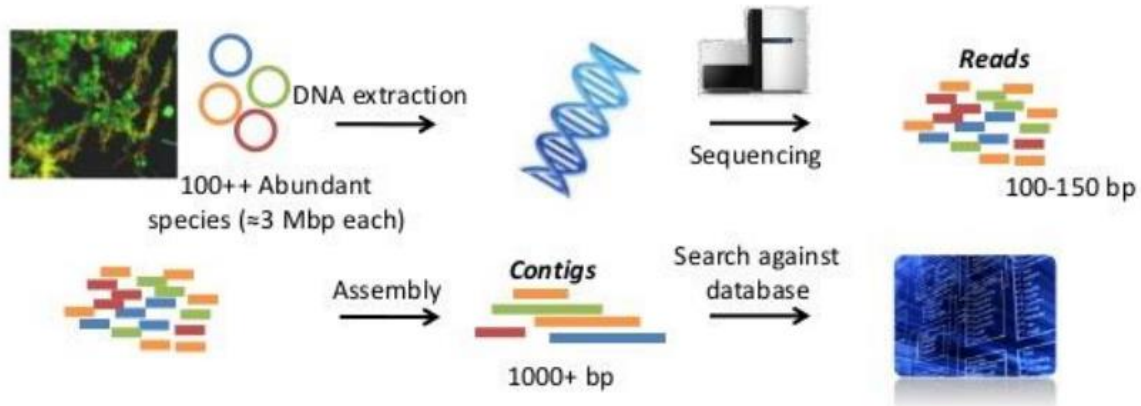 DNA extraction
Sequencing
Reads
100++ Abundant
species (≈3 Mbp each)
100-150 bp
Assembly
Contigs
1000+ bp
Search against
database